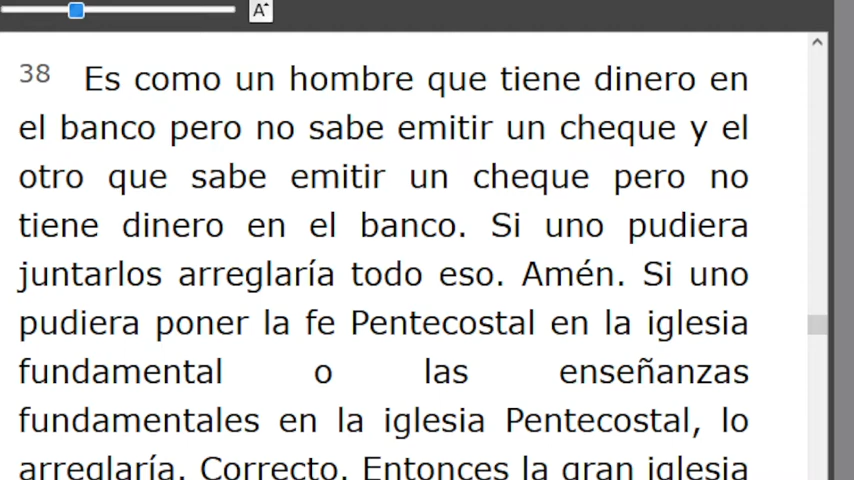 A
38 Es como un hombre que tiene dinero en
el banco pero no sabe emitir un cheque y el
otro que sabe emitir un cheque pero no
tiene dinero en el banco. Si uno pudiera
juntarlos arreglaría todo eso. Amén. Si uno
pudiera poner la fe Pentecostal en la iglesia
fundamental o las enseñanzas
fundamentales en la iglesia Pentecostal, lo
arreglaría. Correcto. Entonces la gran iglesia